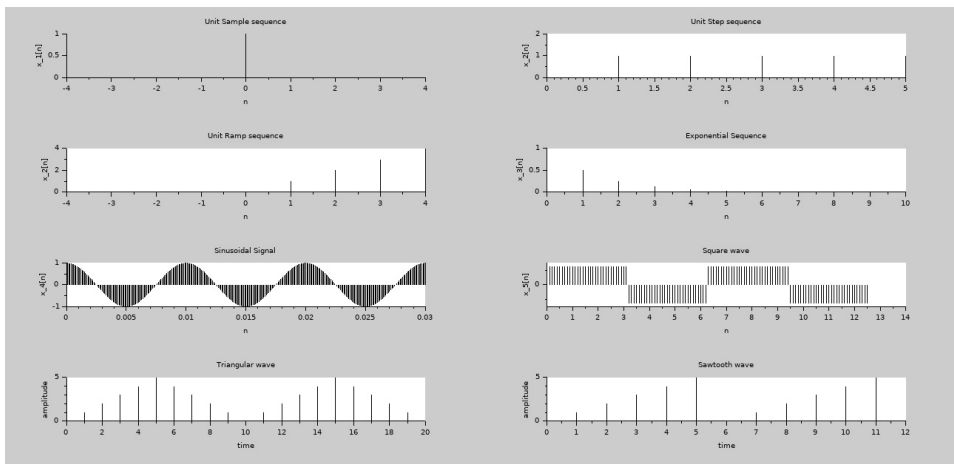 Unit Sample sequence
1
0.5
0
x_1[n]
-4 -3 -2 -1 0 1 2 3 4
n
Unit Step sequence
2
1
0
x_2[n]
0 0.5 1 1.5 2 2.5 3 3.5 4 4.5 5
n
Unit Ramp sequence
4
2
0
x_2[n]
-4 -3 -2 -1 0 1 2 3 4
n
Exponential Sequence
1
0.5
0
x_3[n]
0 1 2 3 4 5 6 7 8 9 10
n
Sinusoidal Signal
1
0
-1
x_4[n]
0 0.005 0.01 0.015 0.02 0.025 0.03
n
Square wave
0
x_5[n]
0 1 2 3 4 5 6 7 8 9 10 11 12 13 14
n
Triangular wave
5
0
amplitude
0 2 4 6 8 10 12 14 16 18 20
time
Sawtooth wave
5
0
amplitude
0 1 2 3 4 5 6 7 8 9 10 11 12
time